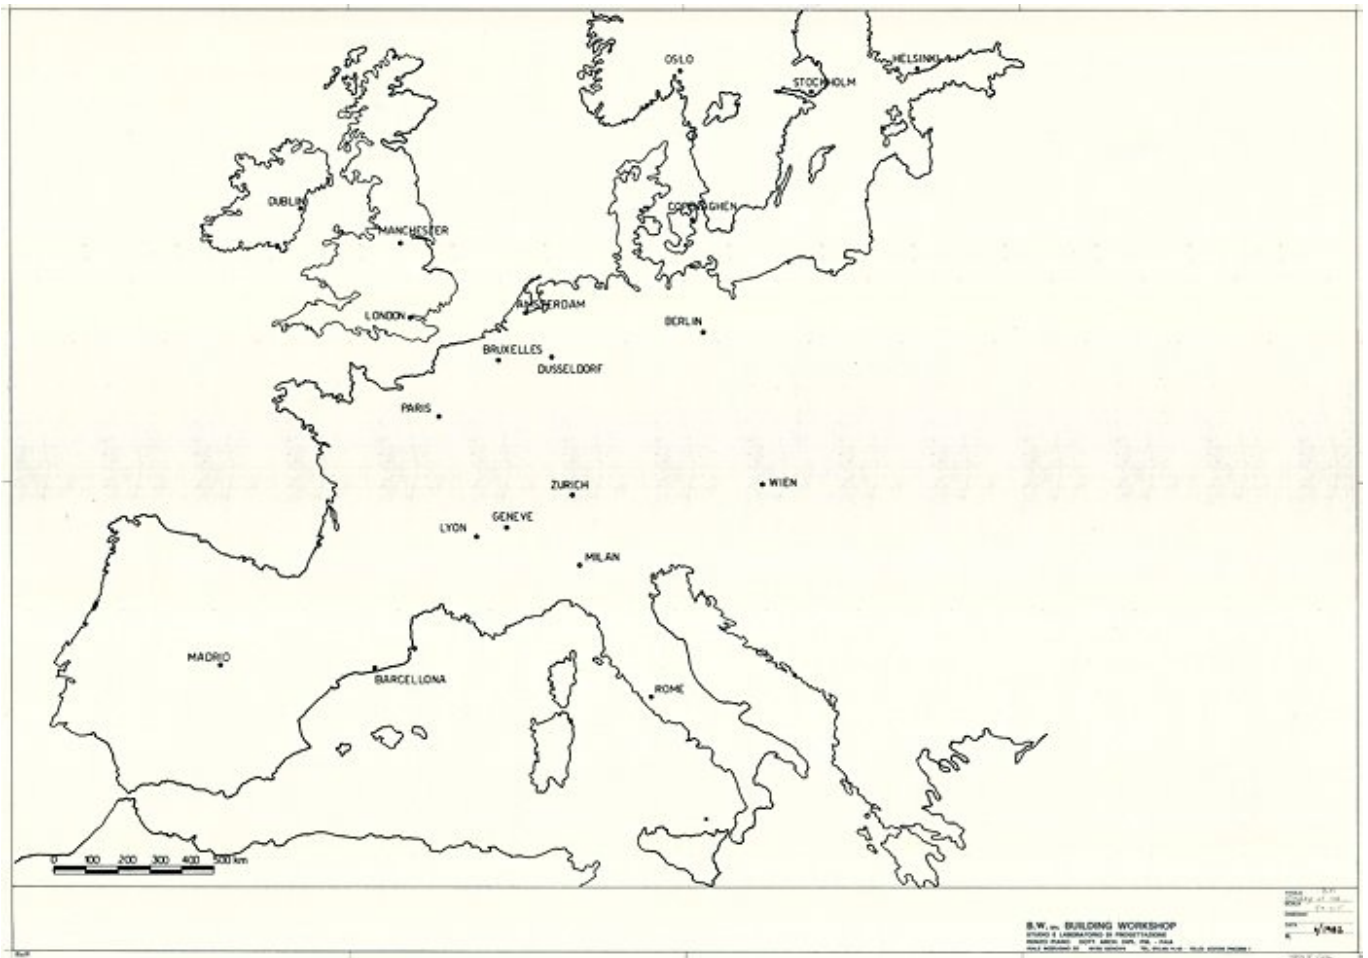 OSLO
HELSINKI
STOCKHOLM
DUBLIN
COPENAGHEN
MANCHESTER
AMSTERDAM
LONDON
BERLIN
BRUXELLES
DUSSELDORF
PARIS
ZURICH
WIEN
GENEVE
LYON
MILAN
MADRID
BARCELLONA
ROME
0 100 200 300 400 500 km
B.W. BUILDING WORKSHOP
STUDIO E LABORATORIO DI PROGETTAZIONE
RENZO PIANO